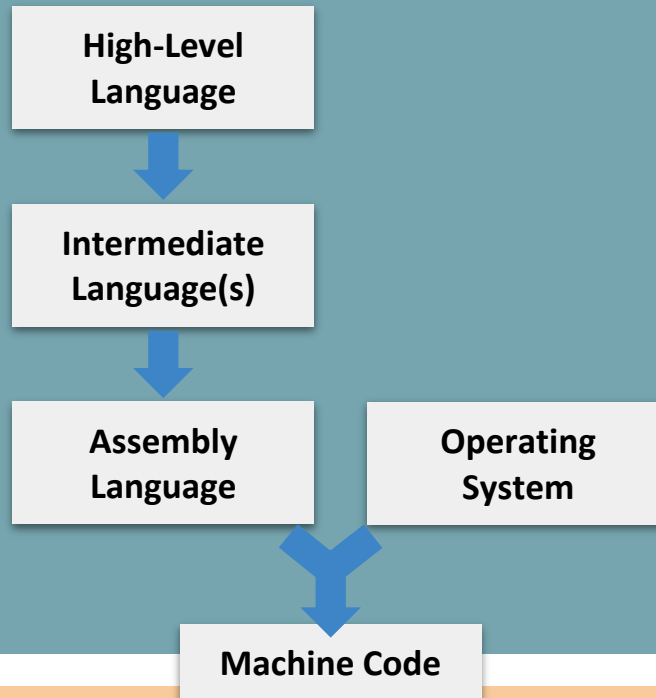 High-Level
Language
Intermediate
Language(s)
Assembly
Language
Operating
System
Machine Code